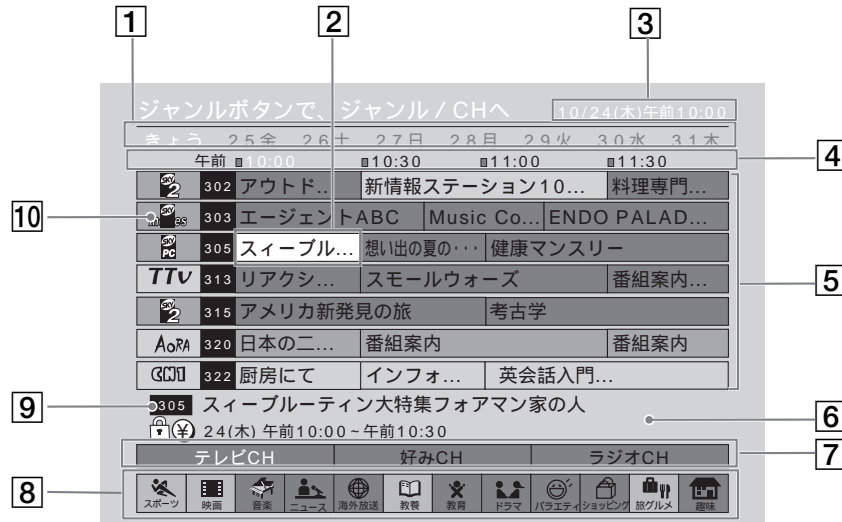 1
2
3
ジャンルボタンで、ジャンル/CHへ 10/24(木)午前10:00
きょう 25金 26土 27日 28月 29火 30水 31木
4
午前 10:00 10:30 11:00 11:30
SKY 2 302 アウトド... 新情報ステーション10... 料理専門...
10
303 エージェントABC Music Co... ENDO PALAD...
SKY PC 305 スィーブル... 想い出の夏の・・・ 健康マンスリー
TTV 313 リアクシ... スモールウォーズ 番組案内...
5
SKY 2 315 アメリカ新発見の旅 考古学
AoRA 320 日本の二... 番組案内 番組案内
322 厨房にて インフォ... 英会話入門...
9
305 スィーブルーティン大特集フォアマン家の人
6
¥ 24(木) 午前10:00~午前10:30
7
テレビCH 好みCH ラジオCH
8
スポーツ 映画 音楽 ニュース 海外放送 教養 教育 ドラマ バラエティ ショッピング 旅グルメ 趣味